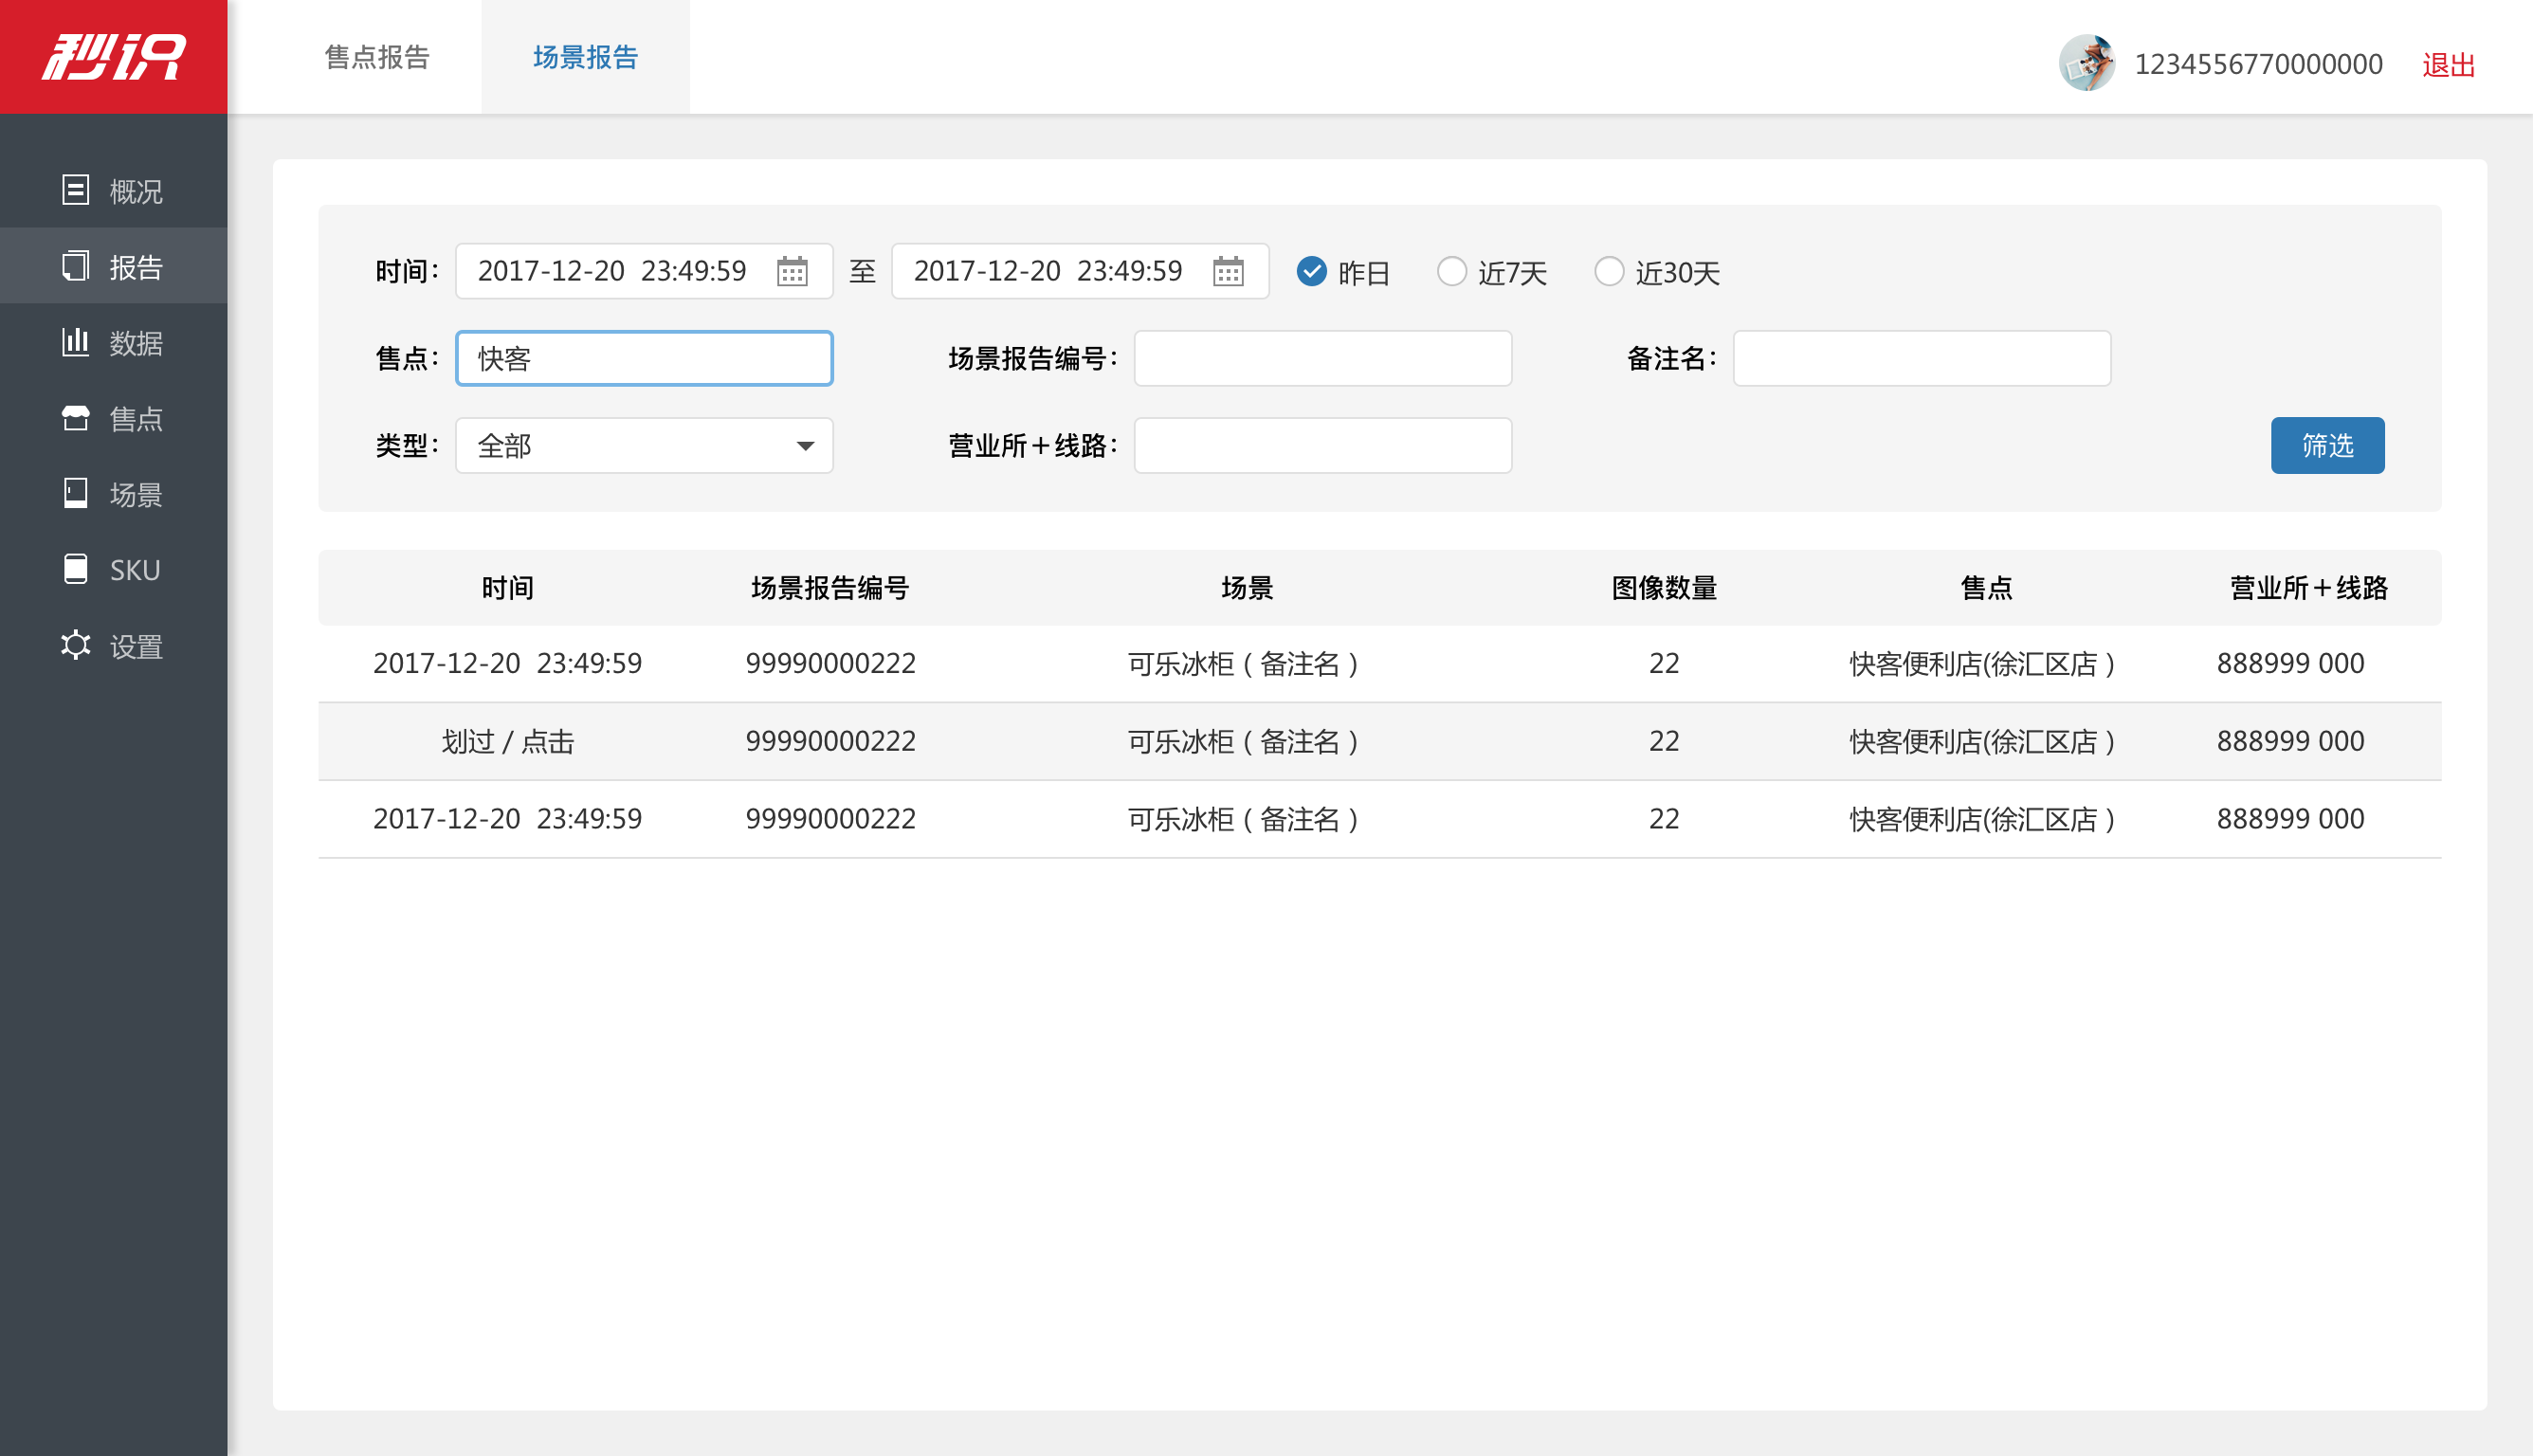 秒识
售点报告 场景报告 1234556770000000 退出
概况
报告
数据
售点
场景
SKU
设置
时间： 2017-12-20 23:49:59 至 2017-12-20 23:49:59 昨日 近7天 近30天
售点： 快客 场景报告编号： 备注名：
类型： 全部 营业所＋线路： 筛选
时间 场景报告编号 场景 图像数量 售点 营业所＋线路
2017-12-20 23:49:59 99990000222 可乐冰柜（备注名） 22 快客便利店(徐汇区店） 888999 000
划过 / 点击 99990000222 可乐冰柜（备注名） 22 快客便利店(徐汇区店） 888999 000
2017-12-20 23:49:59 99990000222 可乐冰柜（备注名） 22 快客便利店(徐汇区店） 888999 000